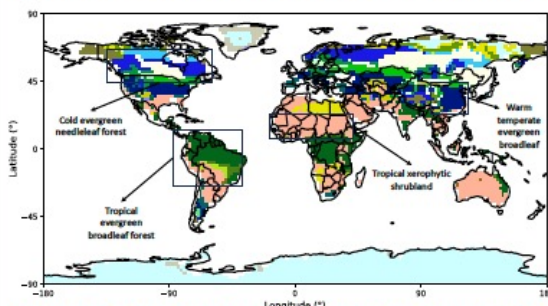 90
45
0
−45
−90
Latitude (°)
Cold evergreen
needleleaf forest
Tropical
evergreen
broadleaf forest
Tropical xerophytic
shrubland
Warm
temperate
evergreen
broadleaf
−180
−90
0
90
180
Longitude (°)